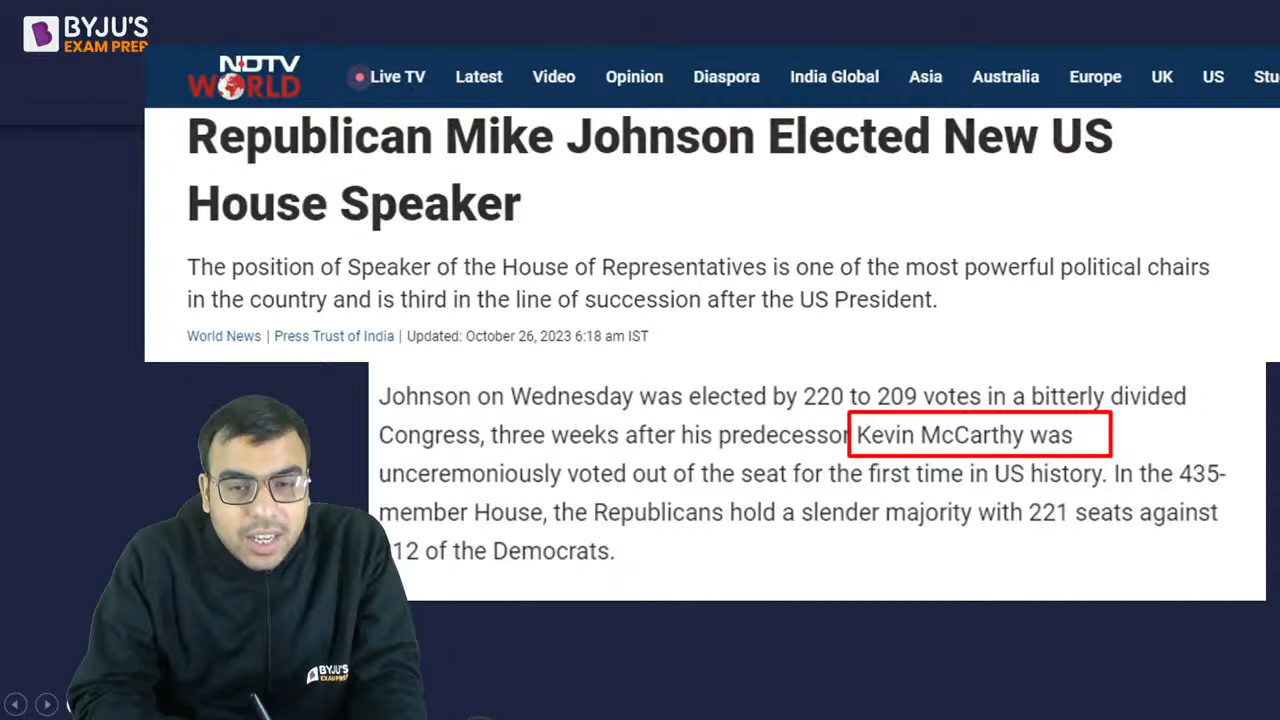 BYJU'S
EXAM PREP
NDTV
WORLD
Live TV Latest Video Opinion Diaspora India Global Asia Australia Europe UK US Stu
Republican Mike Johnson Elected New US
House Speaker
The position of Speaker of the House of Representatives is one of the most powerful political chairs
in the country and is third in the line of succession after the US President.
World News | Press Trust of India | Updated: October 26, 2023 6:18 am IST
Johnson on Wednesday was elected by 220 to 209 votes in a bitterly divided
Congress, three weeks after his predecessor Kevin McCarthy was
unceremoniously voted out of the seat for the first time in US history. In the 435-
member House, the Republicans hold a slender majority with 221 seats against
12 of the Democrats.
BYJU'S
EXAM PREP